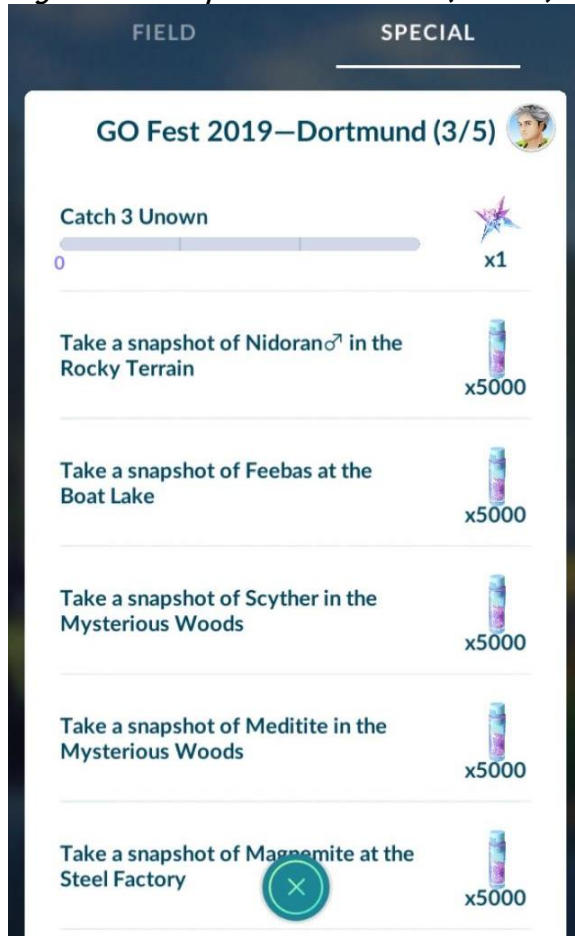 FIELD
SPECIAL
GO Fest 2019—Dortmund (3/5)
Catch 3 Unown
0
x1
Take a snapshot of Nidoran♂ in the
Rocky Terrain
x5000
Take a snapshot of Feebas at the
Boat Lake
x5000
Take a snapshot of Scyther in the
Mysterious Woods
x5000
Take a snapshot of Meditite in the
Mysterious Woods
x5000
Take a snapshot of Magnemite at the
Steel Factory
x5000